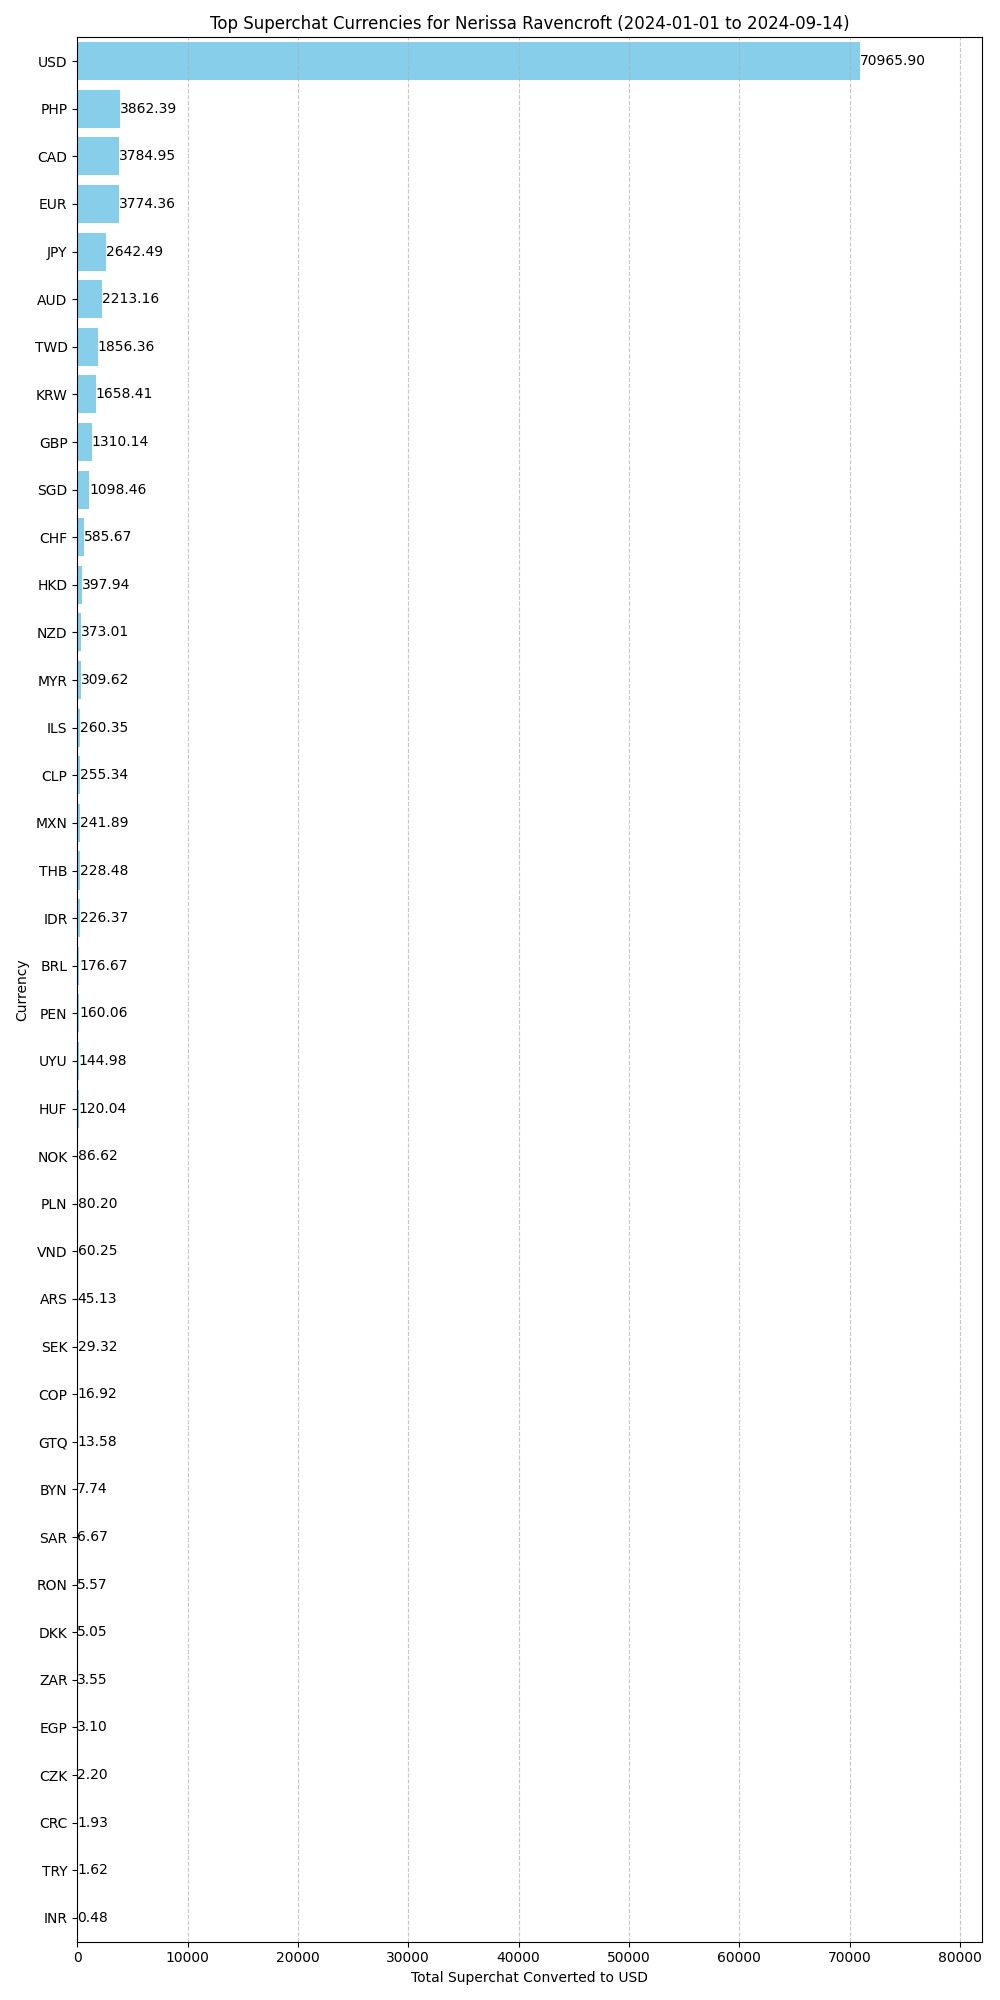 Top Superchat Currencies for Nerissa Ravencroft (2024-01-01 to 2024-09-14)
USD 70965.90
PHP 3862.39
CAD 3784.95
EUR 3774.36
JPY 2642.49
AUD 2213.16
TWD 1856.36
KRW 1658.41
GBP 1310.14
SGD 1098.46
CHF 585.67
HKD 397.94
NZD 373.01
MYR 309.62
ILS 260.35
CLP 255.34
MXN 241.89
THB 228.48
IDR 226.37
BRL 176.67
PEN 160.06
UYU 144.98
HUF 120.04
NOK 86.62
PLN 80.20
VND 60.25
ARS 45.13
SEK 29.32
COP 16.92
GTQ 13.58
BYN 7.74
SAR 6.67
RON 5.57
DKK 5.05
ZAR 3.55
EGP 3.10
CZK 2.20
CRC 1.93
TRY 1.62
INR 0.48
Currency
0 10000 20000 30000 40000 50000 60000 70000 80000
Total Superchat Converted to USD